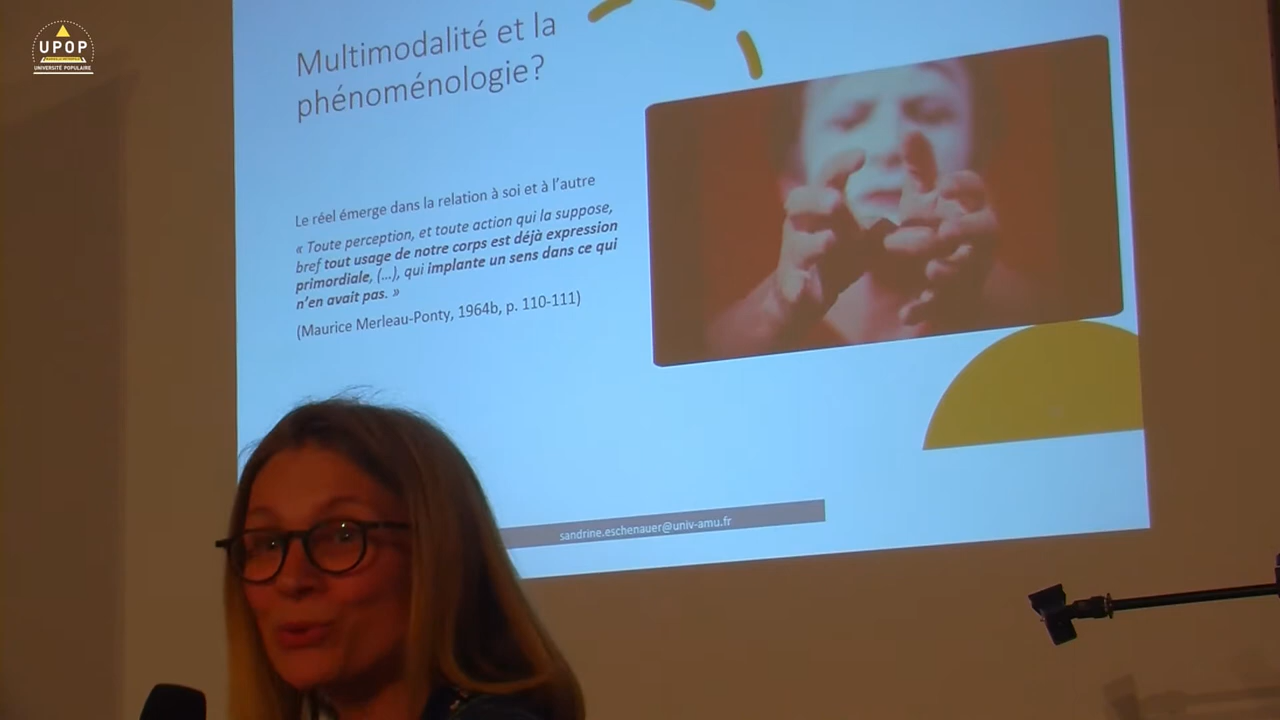 UPOP
UNIVERSITÉ POPULAIRE
Multimodalité et la
phénoménologie?
Le réel émerge dans la relation à soi et à l'autre
« Toute perception, et toute action qui la suppose,
bref tout usage de notre corps est déjà expression
primordiale, (...), qui implante un sens dans ce qui
n'en avait pas. »
(Maurice Merleau-Ponty, 1964b, p. 110-111)
sandrine.eschenauer@univ-amu.fr